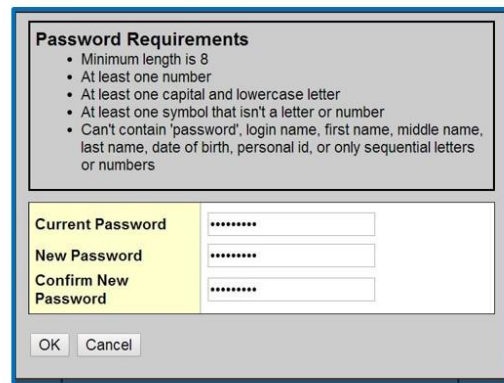 Password Requirements
• Minimum length is 8
• At least one number
• At least one capital and lowercase letter
• At least one symbol that isn't a letter or number
• Can't contain 'password', login name, first name, middle name,
last name, date of birth, personal id, or only sequential letters
or numbers
Current Password •••••••••
New Password •••••••••
Confirm New
Password •••••••••
OK Cancel